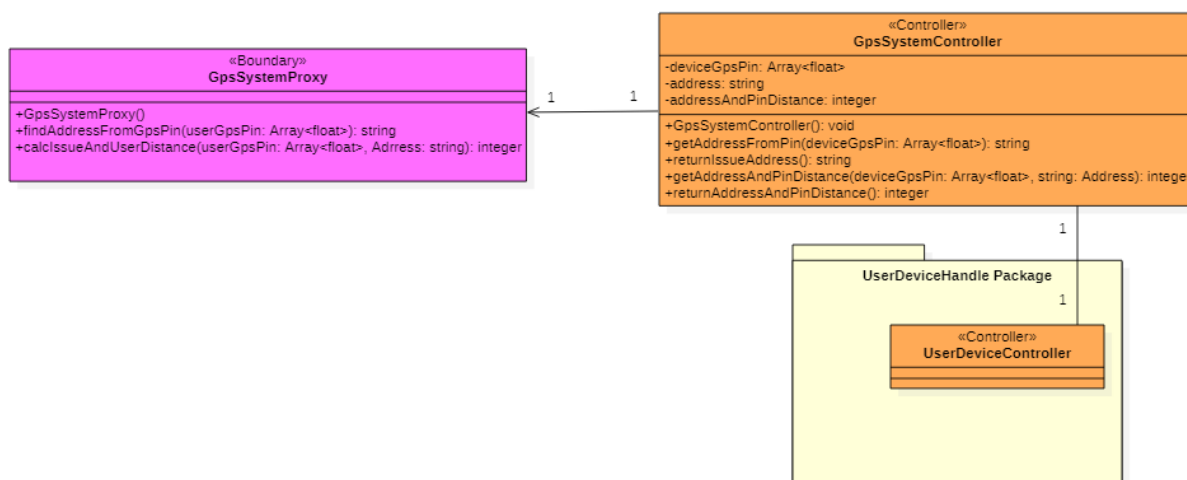 «Boundary»
GpsSystemProxy
+GpsSystemProxy()
+findAddressFromGpsPin(userGpsPin: Array<float>): string
+calcIssueAndUserDistance(userGpsPin: Array<float>, Adrress: string): integer
1
1
«Controller»
GpsSystemController
-deviceGpsPin: Array<float>
-address: string
-addressAndPinDistance: integer
+GpsSystemController(): void
+getAddressFromPin(deviceGpsPin: Array<float>): string
+returnIssueAddress(): string
+getAddressAndPinDistance(deviceGpsPin: Array<float>, string: Address): intege
+returnAddressAndPinDistance(): integer
1
UserDeviceHandle Package
1
«Controller»
UserDeviceController